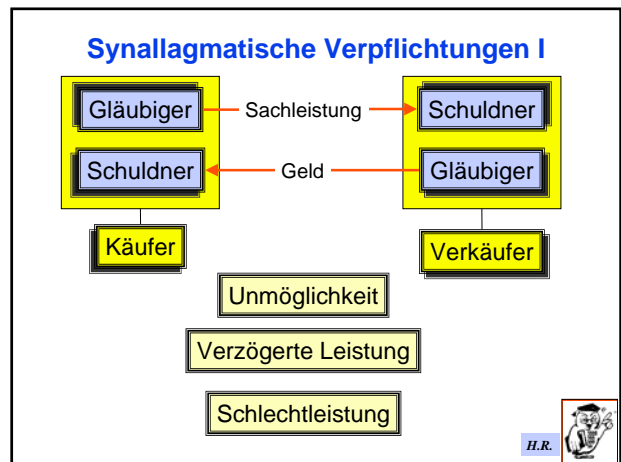 Synallagmatische Verpflichtungen I
Gläubiger Sachleistung Schuldner
Schuldner Geld Gläubiger
Käufer Verkäufer
Unmöglichkeit
Verzögerte Leistung
Schlechtleistung
H.R.